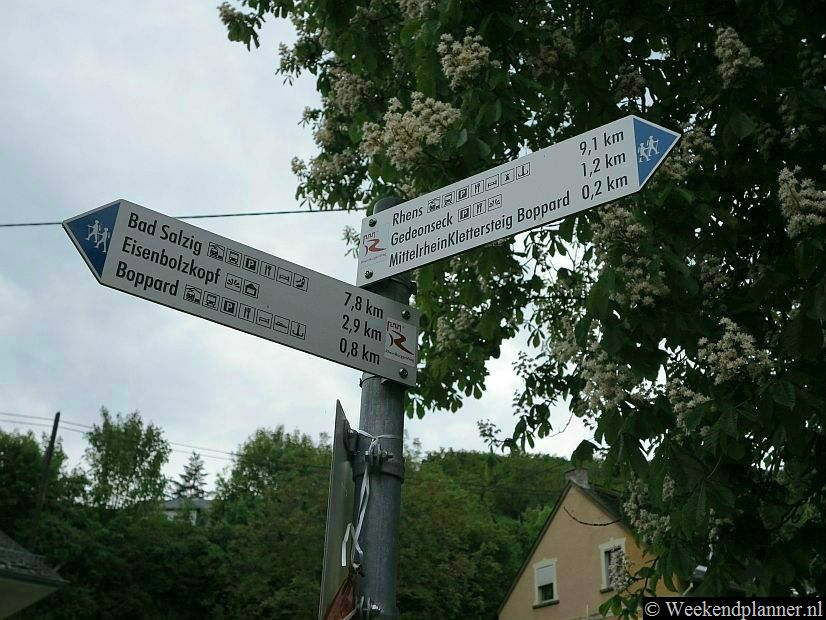 Rhens 9,1 km
Gedeonseck 1,2 km
MittelrheinKlettersteig Boppard 0,2 km
Bad Salzig 7,8 km
Eisenbolzkopf 2,9 km
Boppard 0,8 km
RheinBurgenWeg
© Weekendplanner.nl